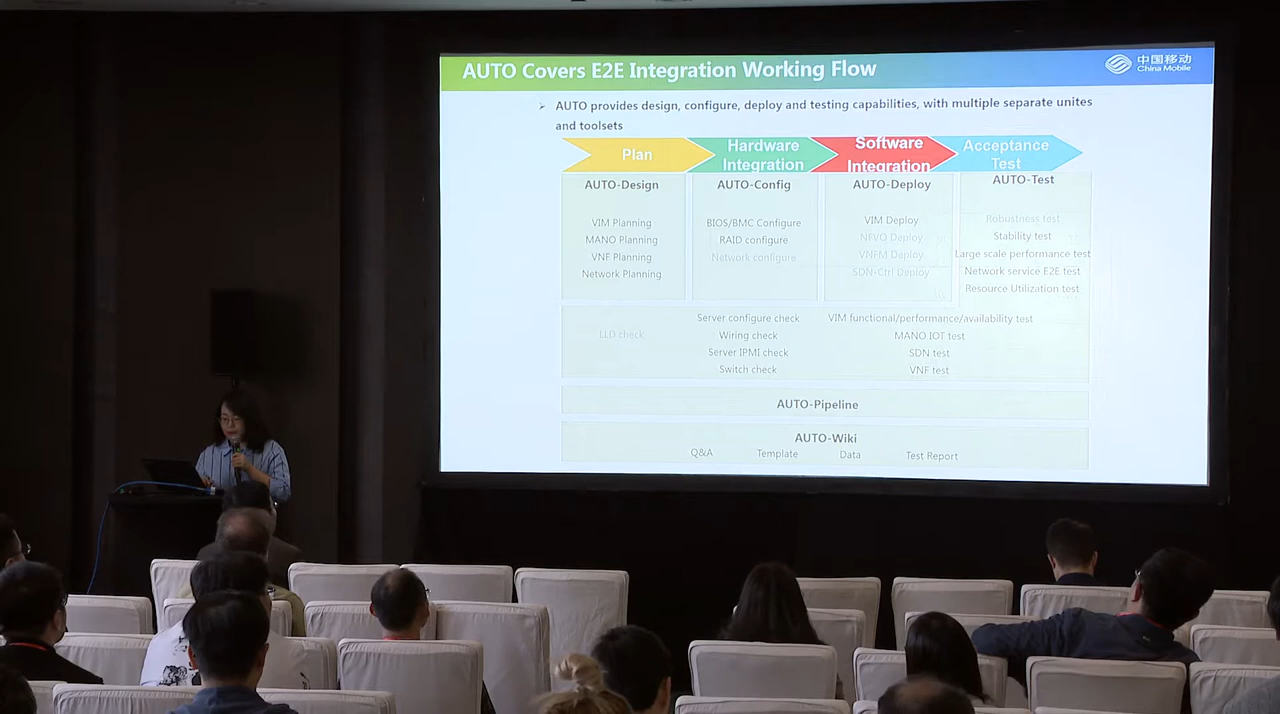 AUTO Covers E2E Integration Working Flow
中国移动
China Mobile
➢ AUTO provides design, configure, deploy and testing capabilities, with multiple separate unites
and toolsets
Plan
Hardware
Integration
Software
Integration
Acceptance
Test
AUTO-Design
VIM Planning
MANO Planning
VNF Planning
Network Planning
AUTO-Config
BIOS/BMC Configure
RAID configure
Network configure
AUTO-Deploy
VIM Deploy
NFVO Deploy
VNFM Deploy
SDN-Ctrl Deploy
AUTO-Test
Robustness test
Stability test
Large scale performance test
Network service E2E test
Resource Utilization test
LLD check
Server configure check
Wiring check
Server IPMI check
Switch check
VIM functional/performance/availability test
MANO IOT test
SDN test
VNF test
AUTO-Pipeline
AUTO-Wiki
Q&A Template Data Test Report